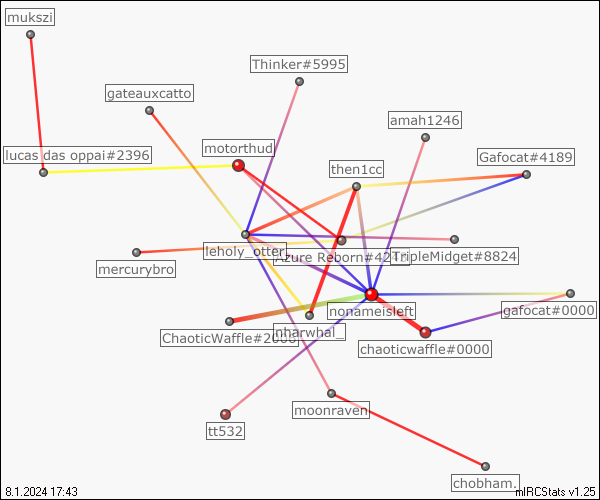 mukszi
Thinker#5995
gateauxcatto
amah1246
lucas das oppai#2396
motorthud
then1cc
Gafocat#4189
leholy_otter
Azure Reborn#42
TripleMidget#8824
mercurybro
nonameisleft
gafocat#0000
ChaoticWaffle#2008
nharwhal_
chaoticwaffle#0000
moonraven
tt532
chobham.
8.1.2024 17:43
mIRCStats v1.25